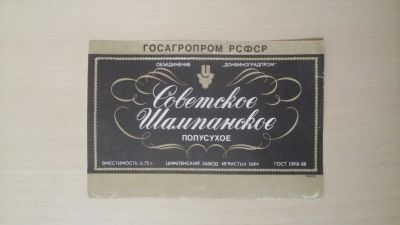 ГОСАГРОПРОМ РСФСР
ОБЪЕДИНЕНИЕ „ДОНВИНОГРАДПРОМ"
Советское
Шампанское
ПОЛУСУХОЕ
ВМЕСТИМОСТЬ 0,75 л. ЦИМЛЯНСКИЙ ЗАВОД ИГРИСТЫХ ВИН ГОСТ 13918-88